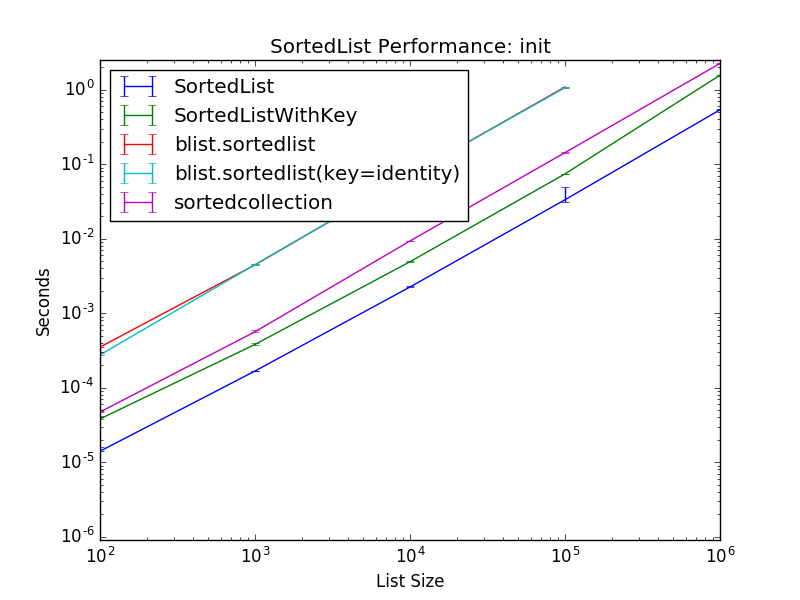 SortedList Performance: init
SortedList
SortedListWithKey
blist.sortedlist
blist.sortedlist(key=identity)
sortedcollection
Seconds
10^0
10^-1
10^-2
10^-3
10^-4
10^-5
10^-6
10^2 10^3 10^4 10^5 10^6
List Size